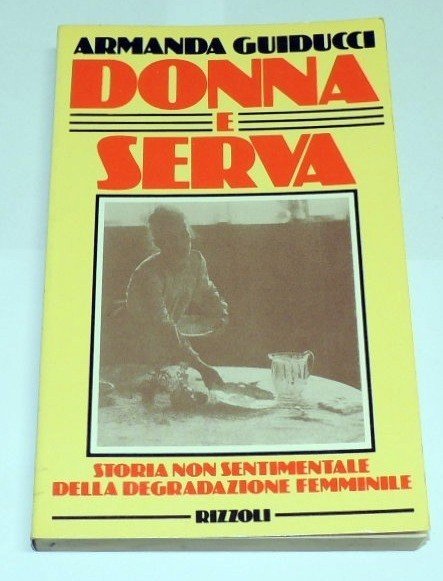 ARMANDA GUIDUCCI
DONNA
E
SERVA
STORIA NON SENTIMENTALE
DELLA DEGRADAZIONE FEMMINILE
RIZZOLI